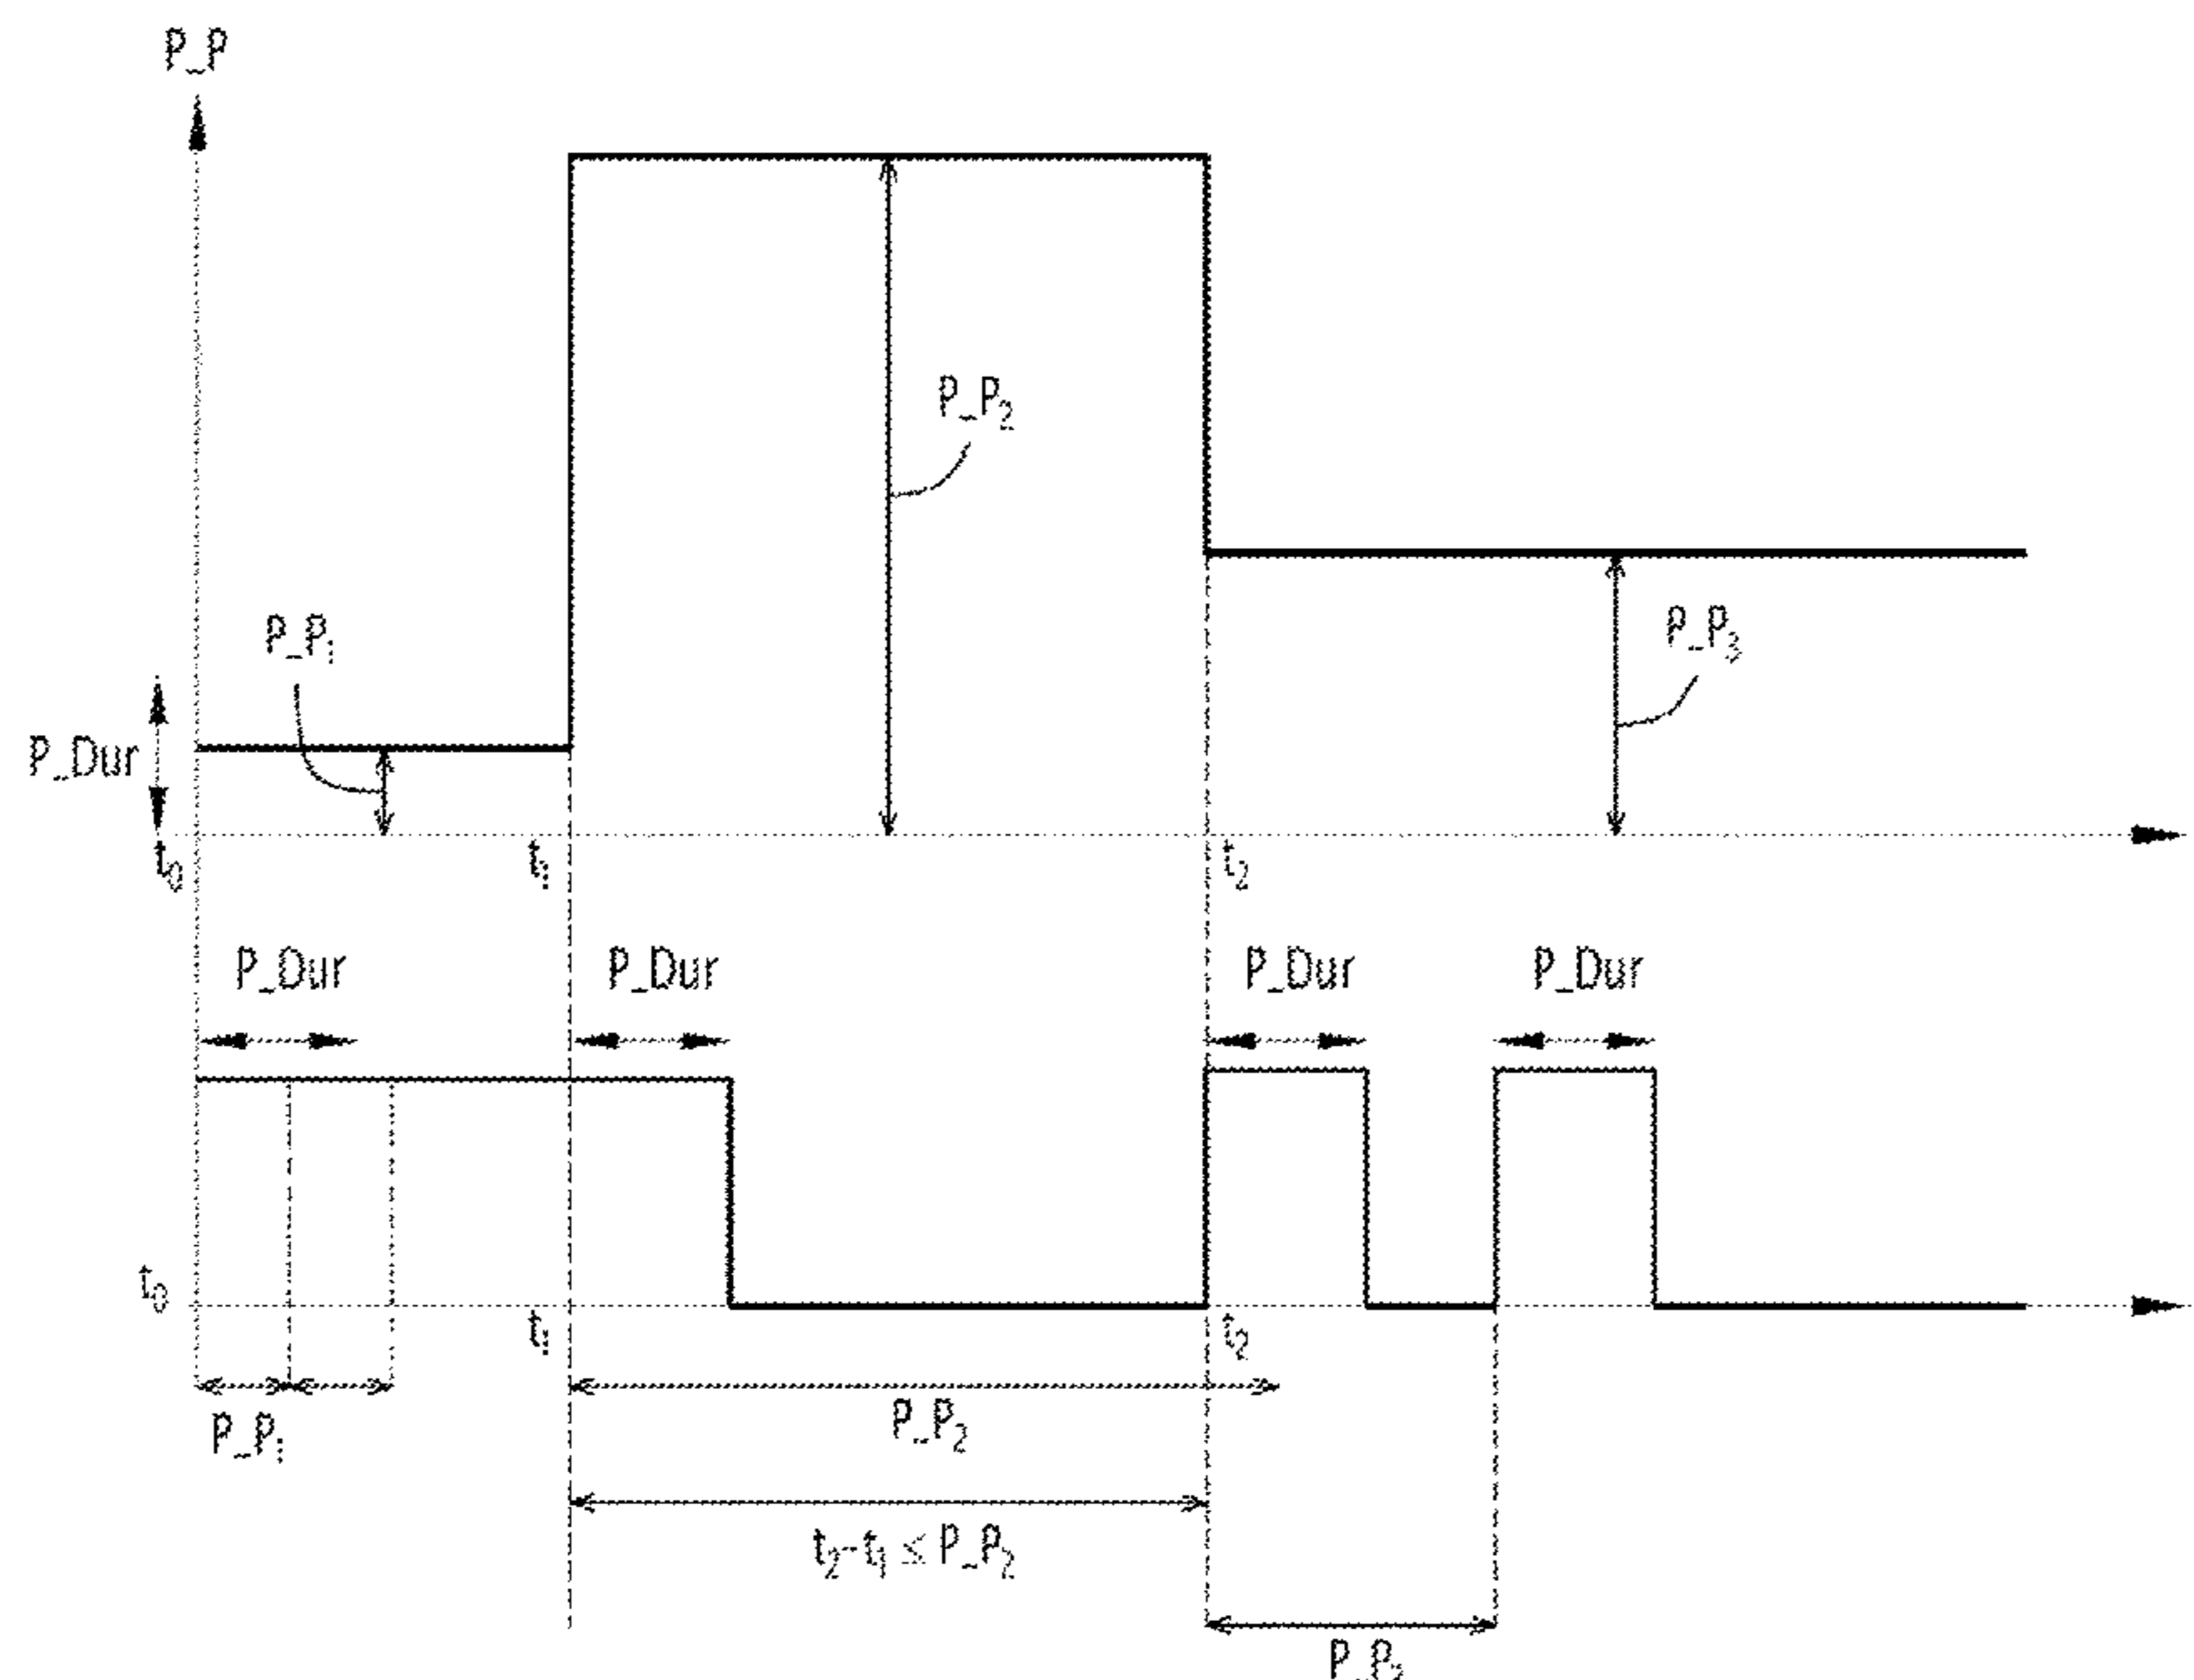 P_P
P_P₂
P_P₁
P_P₃
P_Dur
t₀
t₁
t₂
P_Dur
P_Dur
P_Dur
P_Dur
t₀
t₁
t₂
P_P₁
P_P₂
t₂-t₁ ≤ P_P₂
P_P₃